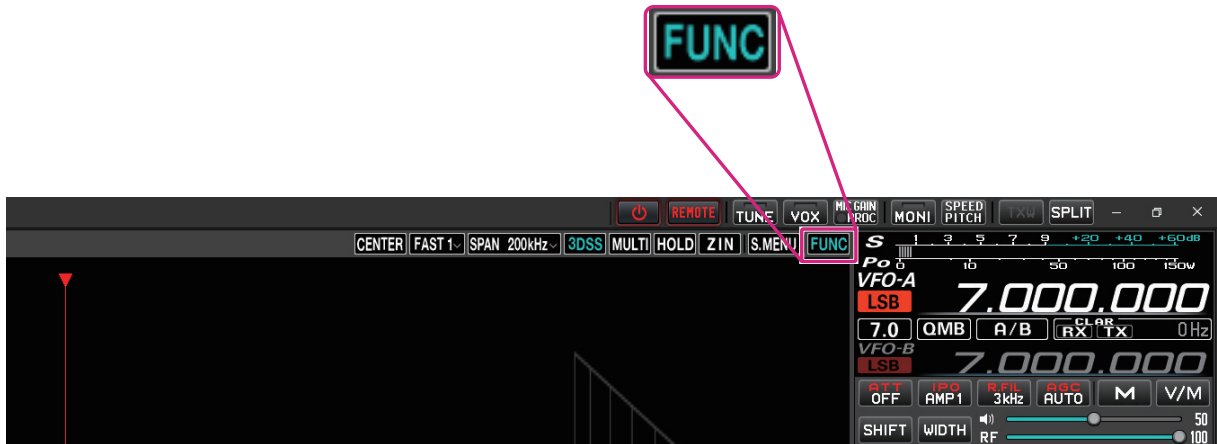 FUNC
REMOTE TUNE VOX MIC GAIN PROC MONI SPEED PITCH TXW SPLIT
CENTER FAST 1 SPAN 200kHz 3DSS MULTI HOLD Z IN S.MENU FUNC
S 1 . 3 . 5 . 7 . 9 +20 +40 +60dB
Po 0 10 50 100 150W
VFO-A
LSB 7.000.000
7.0 QMB A/B CLAR RX TX 0 Hz
VFO-B
LSB 7.000.000
ATT IPO R.FIL AGC
OFF AMP1 3kHz AUTO M V/M
SHIFT WIDTH 50
RF 100